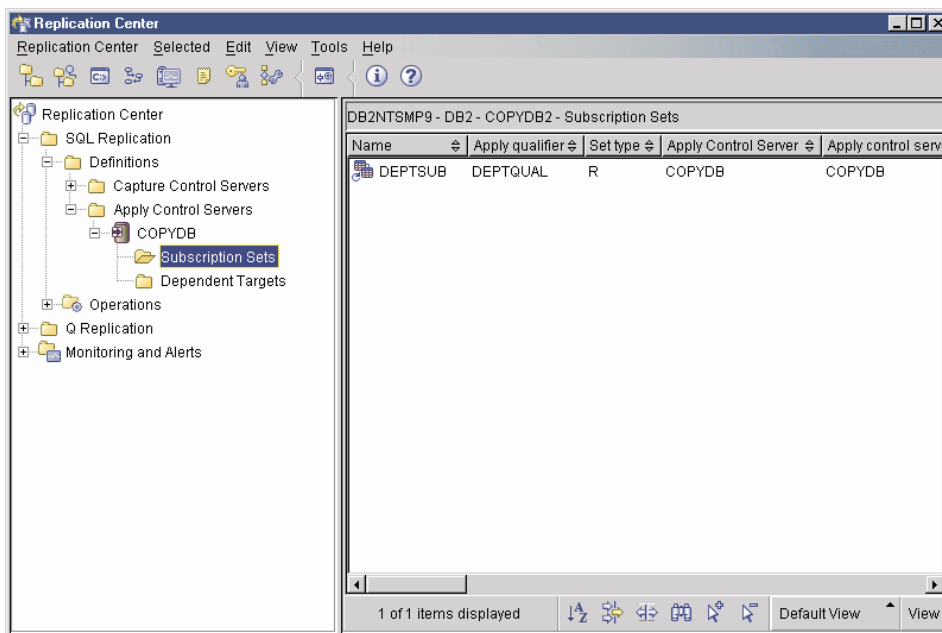 Replication Center
Replication Center Selected Edit View Tools Help
Replication Center
SQL Replication
Definitions
Capture Control Servers
Apply Control Servers
COPYDB
Subscription Sets
Dependent Targets
Operations
Q Replication
Monitoring and Alerts
DB2NTSMP9 - DB2 - COPYDB2 - Subscription Sets
Name Apply qualifier Set type Apply Control Server Apply control serv
DEPTSUB DEPTQUAL R COPYDB COPYDB
1 of 1 items displayed Default View View